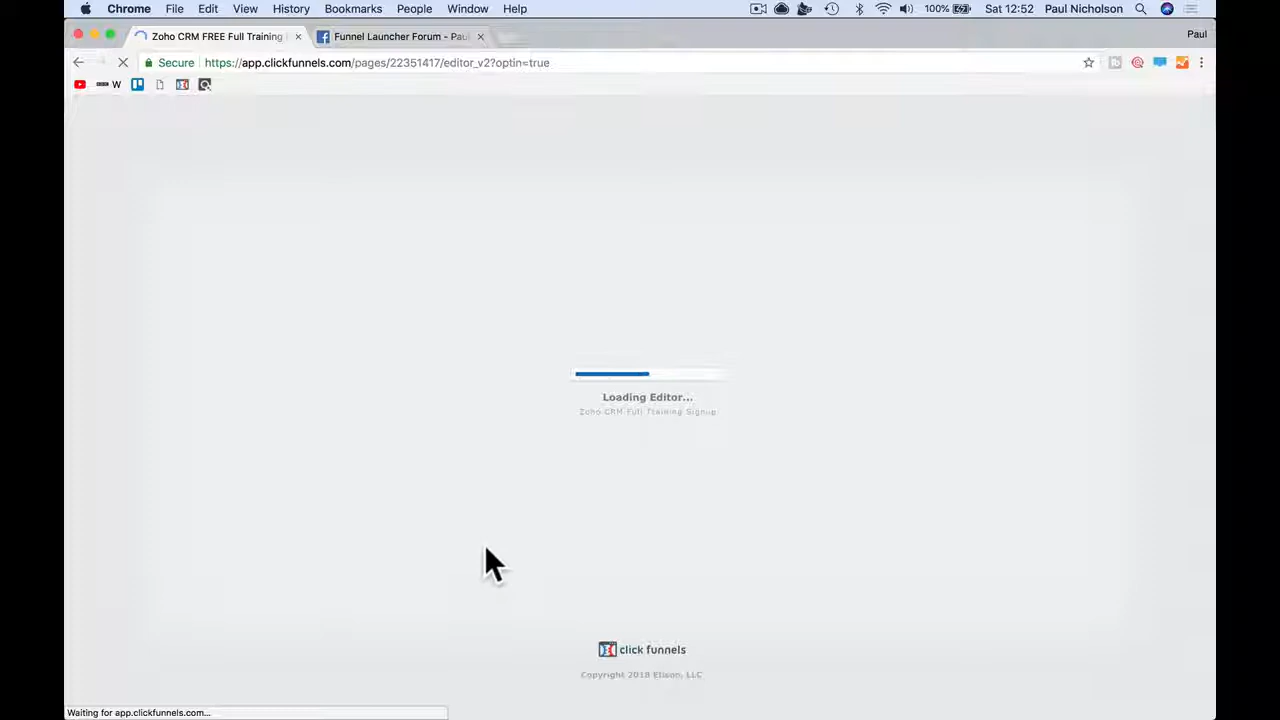 Chrome File Edit View History Bookmarks People Window Help 100% Sat 12:52 Paul Nicholson
Zoho CRM FREE Full Training Funnel Launcher Forum - Paul Paul
Secure https://app.clickfunnels.com/pages/22351417/editor_v2?optin=true
W
Loading Editor...
Zoho CRM Full Training Signup
click funnels
Copyright 2018 Etison, LLC
Waiting for app.clickfunnels.com...